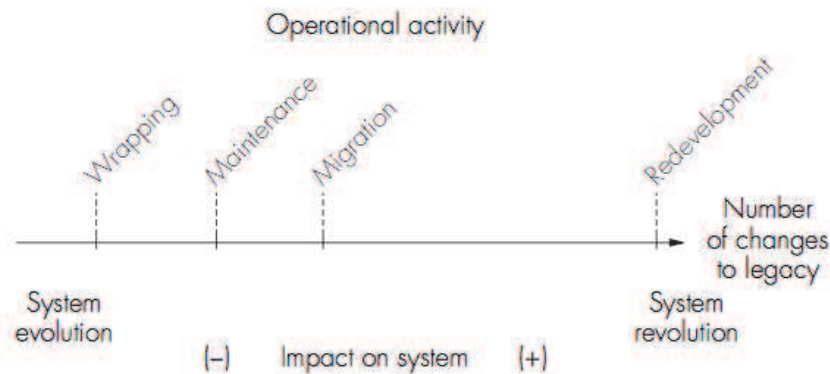 Operational activity
Wrapping
Maintenance
Migration
Redevelopment
Number
of changes
to legacy
System
evolution
System
revolution
(–) Impact on system (+)